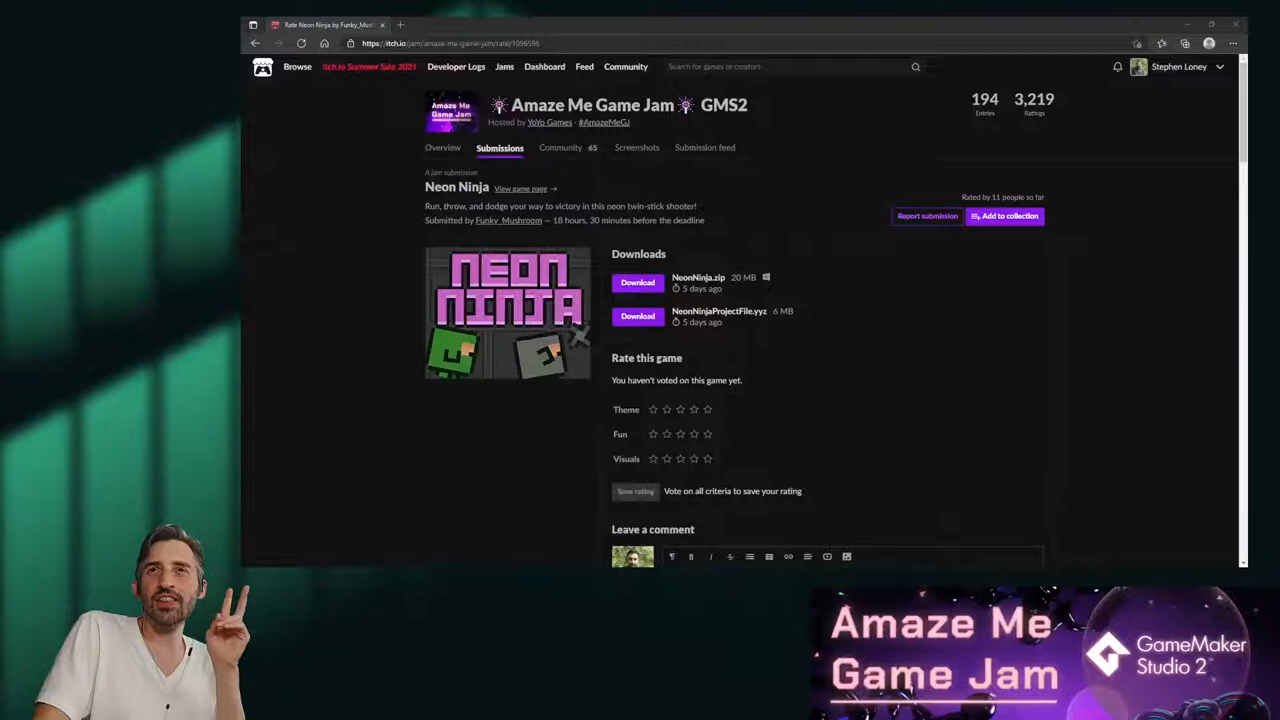 Rate Neon Ninja by Funky_Mus
https://itch.io/jam/amaze-me-game-jam/rate/1096596
Browse itch.io Summer Sale 2021 Developer Logs Jams Dashboard Feed Community Search for games or creators Stephen Loney
Amaze Me Game Jam GMS2
Hosted by YoYo Games · #AmazeMeGJ
194 3,219
Entries Ratings
Amaze Me
Game Jam
Overview Submissions Community 65 Screenshots Submission feed
A jam submission
Neon Ninja View game page →
Run, throw, and dodge your way to victory in this neon twin-stick shooter!
Submitted by Funky_Mushroom — 18 hours, 30 minutes before the deadline
Rated by 11 people so far
Report submission Add to collection
NEON
NINJA
Downloads
Download NeonNinja.zip 20 MB
5 days ago
Download NeonNinjaProjectFile.yyz 6 MB
5 days ago
Rate this game
You haven't voted on this game yet.
Theme
Fun
Visuals
Save rating Vote on all criteria to save your rating
Leave a comment
Amaze Me
Game Jam
GameMaker
Studio 2